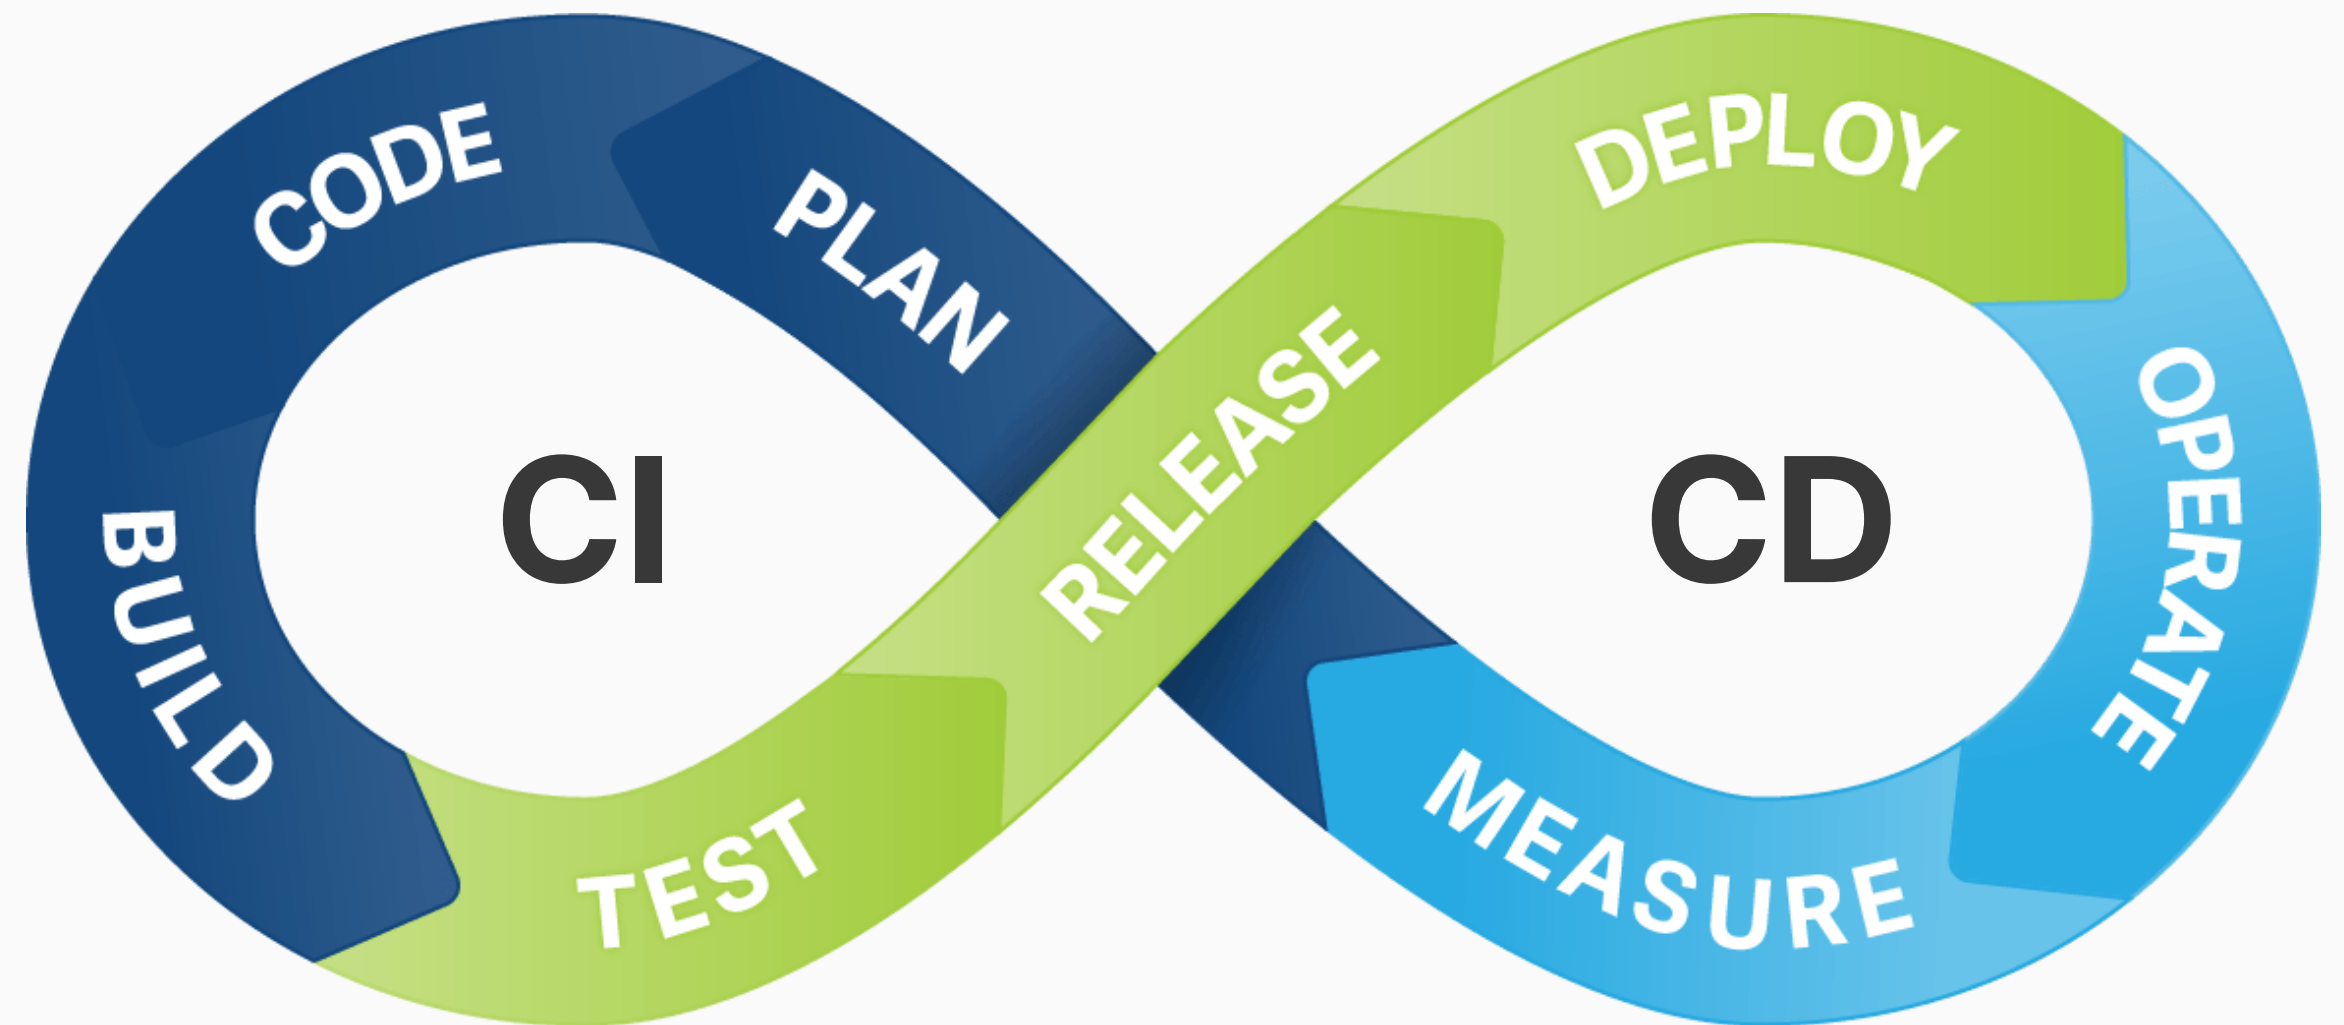 CODE
PLAN
BUILD
CI
TEST
RELEASE
DEPLOY
OPERATE
CD
MEASURE